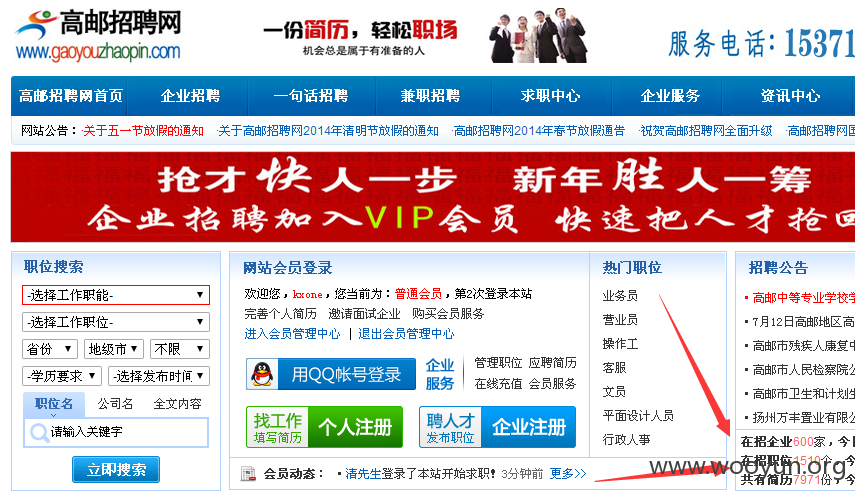 高邮招聘网
www.gaoyouzhaopin.com
一份简历，轻松职场
机会总是属于有准备的人
服务电话：15371
高邮招聘网首页 企业招聘 一句话招聘 兼职招聘 求职中心 企业服务 资讯中心
网站公告： ·关于五一节放假的通知 ·关于高邮招聘网2014年清明节放假的通知 ·高邮招聘网2014年春节放假通告 ·祝贺高邮招聘网全面升级 ·高邮招聘网国
抢才快人一步 新年胜人一筹
企业招聘加入VIP会员 快速把人才抢回
职位搜索
-选择工作职能-
-选择工作职位-
省份 地级市 不限
-学历要求 -选择发布时间
职位名 公司名 全文内容
请输入关键字
立即搜索
网站会员登录
欢迎您，kxone，您当前为：普通会员，第2次登录本站
完善个人简历 邀请面试企业 购买会员服务
进入会员管理中心 | 退出会员管理中心
用QQ帐号登录
企业服务
管理职位 应聘简历
在线充值 会员服务
找工作
填写简历
个人注册
聘人才
发布职位
企业注册
会员动态： ·潘先生登录了本站开始求职！3分钟前 更多>>
热门职位
业务员
营业员
操作工
客服
文员
平面设计人员
行政人事
招聘公告
高邮中等专业学校学
7月12日高邮地区高
高邮市残疾人康复中
高邮市人民检察院公
高邮市卫生和计划生
扬州万丰置业有限公
在招企业600家，今日
在招职位1510个，今
共有简历7971份，今
www.wooyun.org